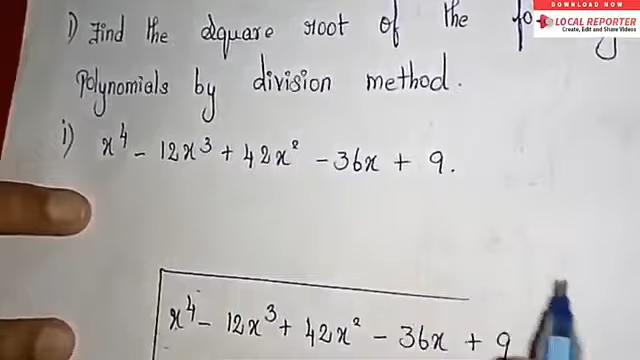 DOWNLOAD NOW
LOCAL REPORTER
Create, Edit and Share Videos
1) Find the square root of the
Polynomials by division method.
i) x⁴ - 12x³ + 42x² - 36x + 9.
x⁴ - 12x³ + 42x² - 36x + 9